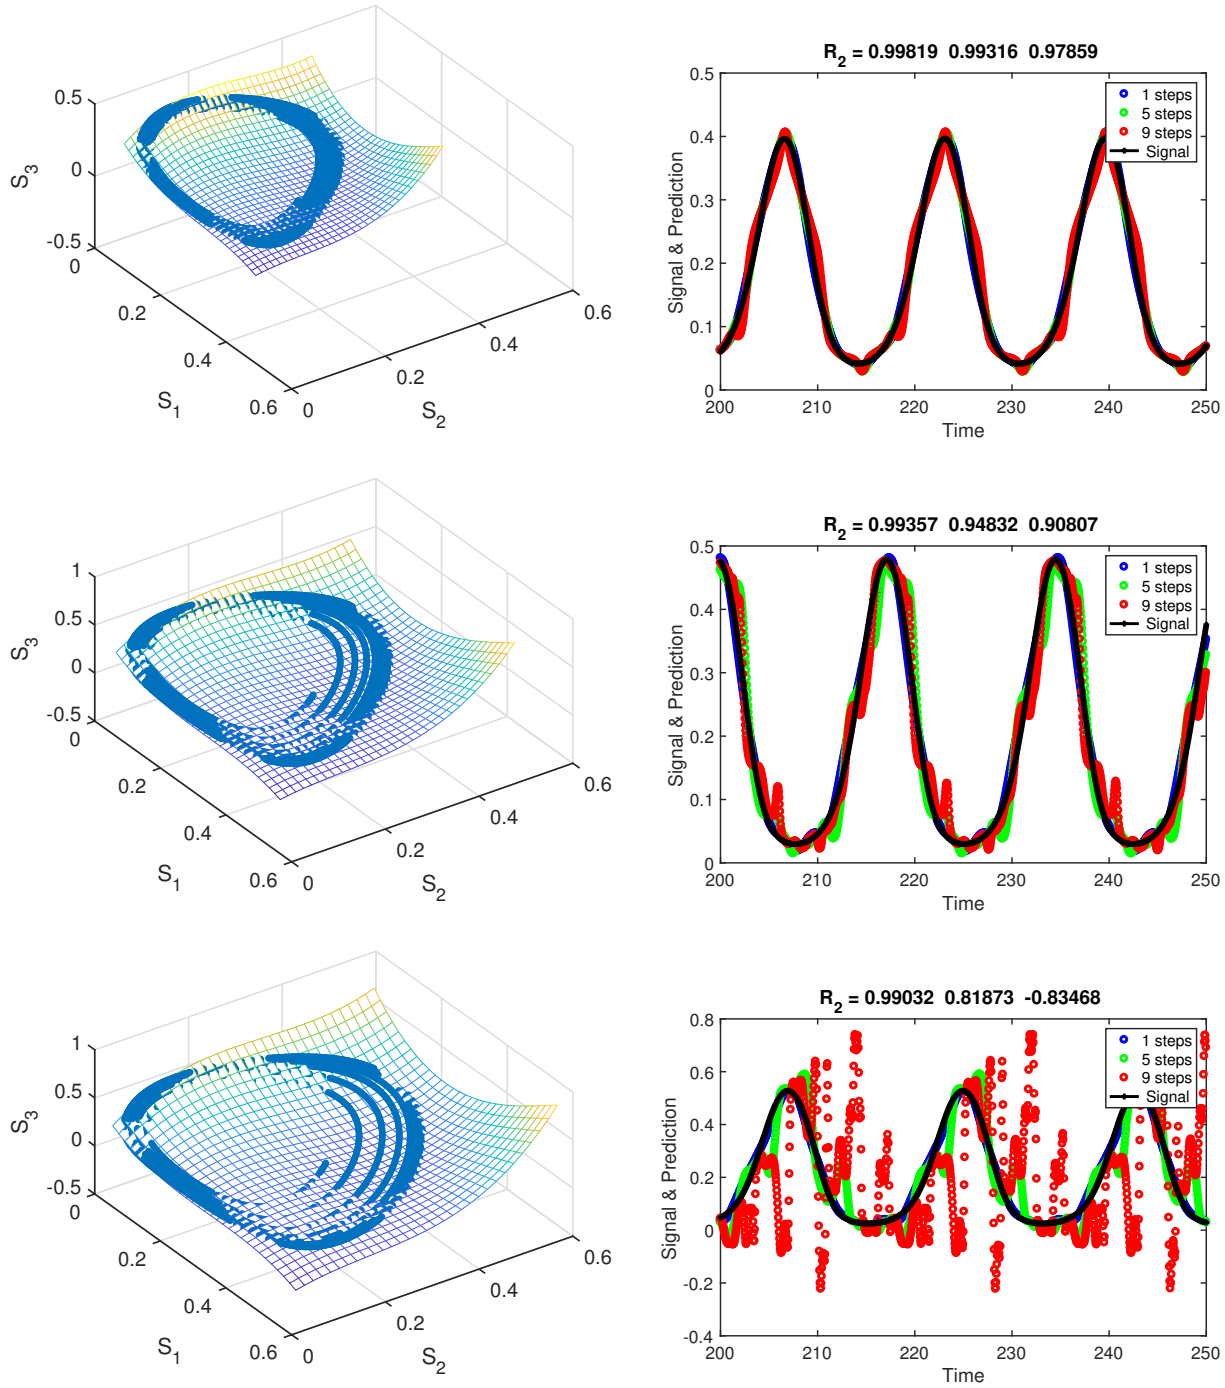 0.5
0
-0.5
S3
0
0.2
0.4
0.6
S1
0
0.2
0.4
0.6
S2
R2 = 0.99819 0.99316 0.97859
0.5
0.4
0.3
0.2
0.1
0
Signal & Prediction
1 steps
5 steps
9 steps
Signal
200 210 220 230 240 250
Time
1
0.5
0
-0.5
S3
0
0.2
0.4
0.6
S1
0
0.2
0.4
0.6
S2
R2 = 0.99357 0.94832 0.90807
0.5
0.4
0.3
0.2
0.1
0
Signal & Prediction
1 steps
5 steps
9 steps
Signal
200 210 220 230 240 250
Time
1
0.5
0
-0.5
S3
0
0.2
0.4
0.6
S1
0
0.2
0.4
0.6
S2
R2 = 0.99032 0.81873 -0.83468
0.8
0.6
0.4
0.2
0
-0.2
-0.4
Signal & Prediction
1 steps
5 steps
9 steps
Signal
200 210 220 230 240 250
Time